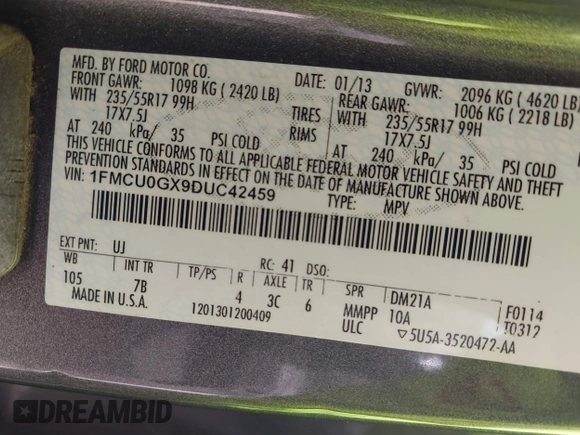 MFD. BY FORD MOTOR CO.
DATE: 01/13 GVWR: 2096 KG ( 4620 LB)
FRONT GAWR: 1098 KG ( 2420 LB) REAR GAWR: 1006 KG ( 2218 LB)
WITH 235/55R17 99H TIRES WITH 235/55R17 99H
17X7.5J RIMS 17X7.5J
AT 240 kPa/ 35 PSI COLD AT 240 kPa/ 35 PSI COLD
THIS VEHICLE CONFORMS TO ALL APPLICABLE FEDERAL MOTOR VEHICLE SAFETY AND THEFT
PREVENTION STANDARDS IN EFFECT ON THE DATE OF MANUFACTURE SHOWN ABOVE.
VIN: 1FMCU0GX9DUC42459
TYPE: MPV
EXT PNT: UJ RC: 41 DSO:
WB INT TR TP/PS R AXLE TR SPR DM21A F0114
105 7B 4 3C 6 MMPP 10A T0312
MADE IN U.S.A. 1201301200409 ULC ▽5U5A-3520472-AA
DREAMBID